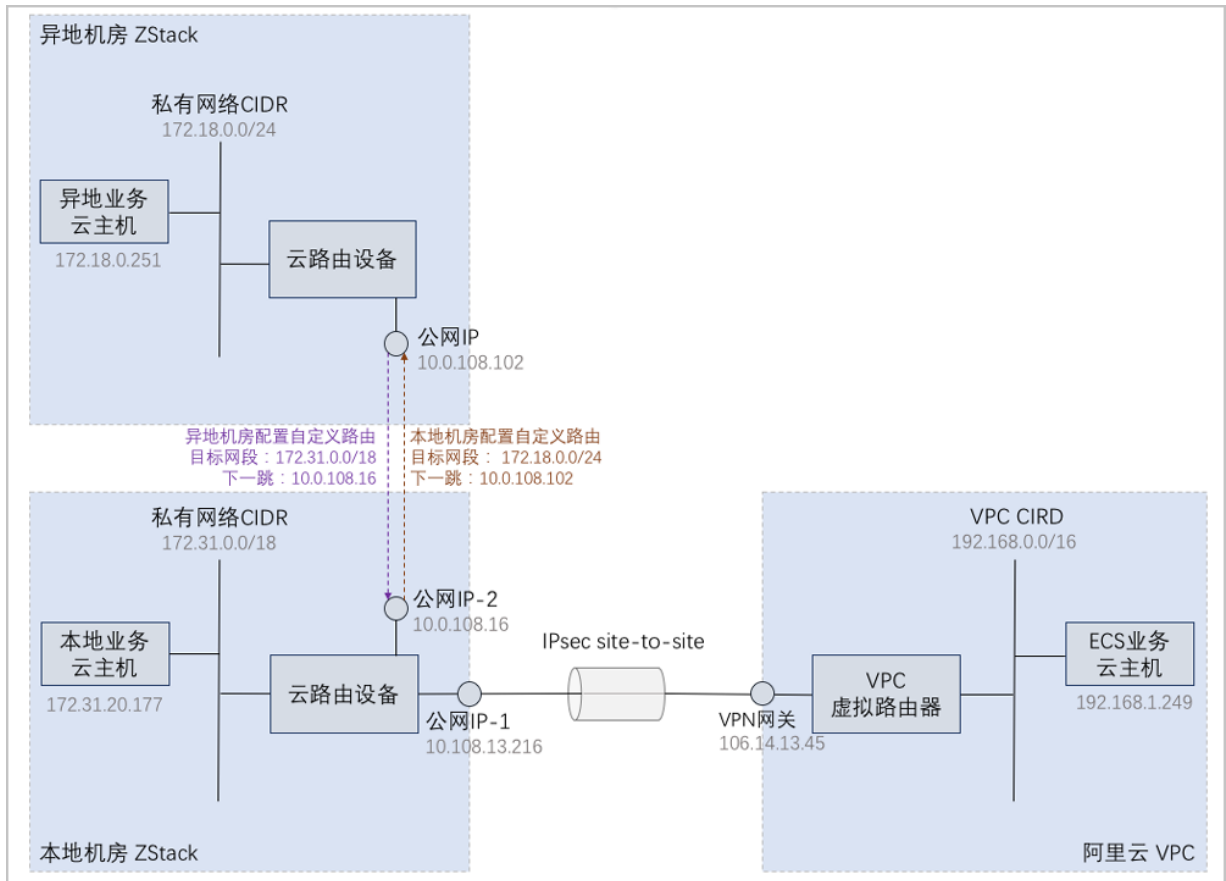 异地机房 ZStack
私有网络CIDR
172.18.0.0/24
异地业务
云主机
172.18.0.251
云路由设备
公网IP
10.0.108.102
异地机房配置自定义路由
目标网段：172.31.0.0/18
下一跳：10.0.108.16
本地机房配置自定义路由
目标网段： 172.18.0.0/24
下一跳：10.0.108.102
私有网络CIDR
172.31.0.0/18
公网IP-2
10.0.108.16
本地业务
云主机
172.31.20.177
云路由设备
公网IP-1
10.108.13.216
本地机房 ZStack
IPsec site-to-site
VPN网关
106.14.13.45
VPC CIRD
192.168.0.0/16
VPC
虚拟路由器
ECS业务
云主机
192.168.1.249
阿里云 VPC